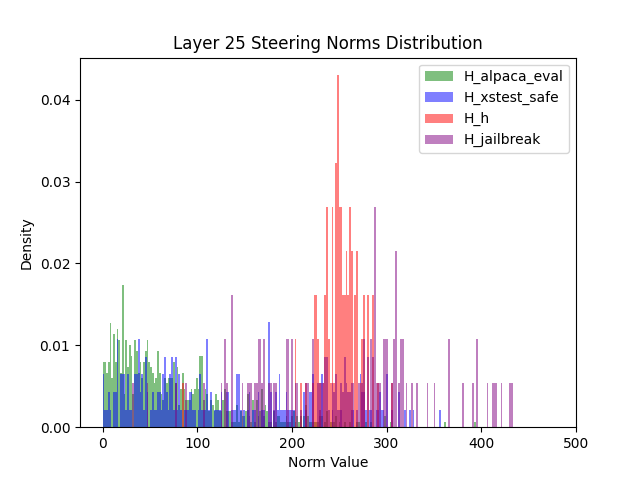 Layer 25 Steering Norms Distribution
H_alpaca_eval
H_xstest_safe
H_h
H_jailbreak
0.04
0.03
0.02
0.01
0.00
Density
0
100
200
300
400
500
Norm Value